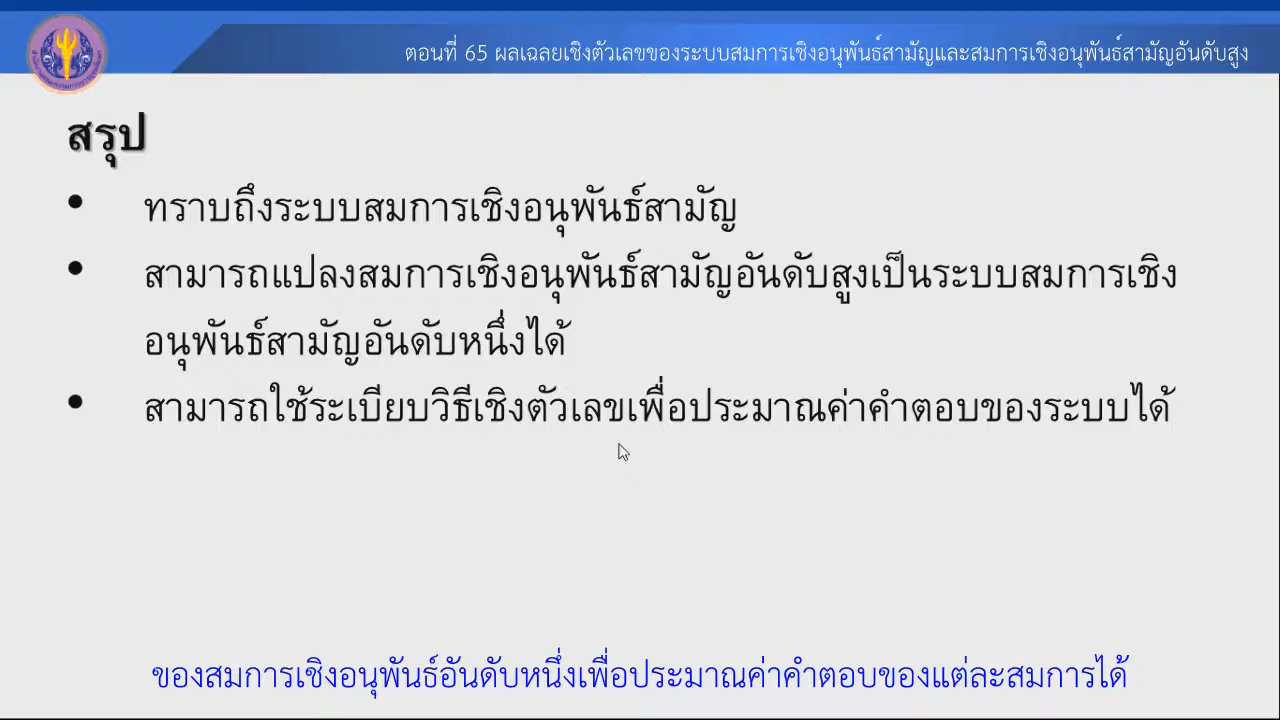 ตอนที่ 65 ผลเฉลยเชิงตัวเลขของระบบสมการเชิงอนุพันธ์สามัญและสมการเชิงอนุพันธ์สามัญอันดับสูง
สรุป
• ทราบถึงระบบสมการเชิงอนุพันธ์สามัญ
• สามารถแปลงสมการเชิงอนุพันธ์สามัญอันดับสูงเป็นระบบสมการเชิง
อนุพันธ์สามัญอันดับหนึ่งได้
• สามารถใช้ระเบียบวิธีเชิงตัวเลขเพื่อประมาณค่าคำตอบของระบบได้
ของสมการเชิงอนุพันธ์อันดับหนึ่งเพื่อประมาณค่าคำตอบของแต่ละสมการได้